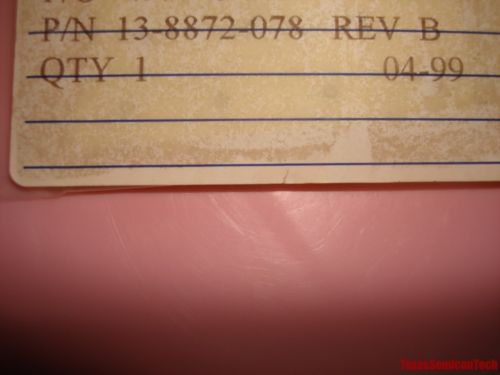 P/N 13-8872-078 REV B
QTY 1 04-99
TexasSemiconTech